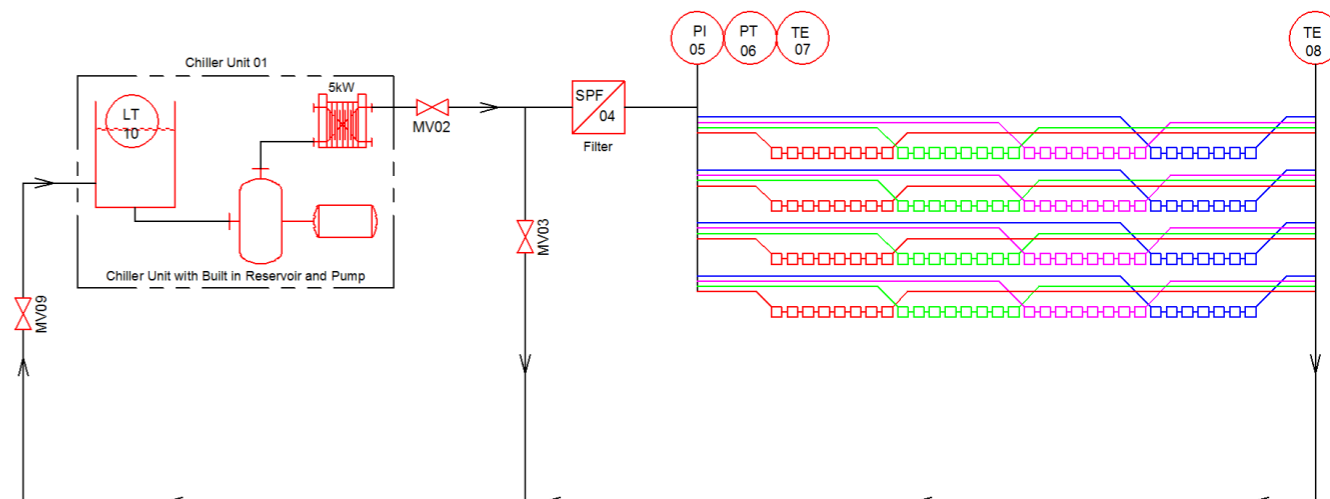 PI
05
PT
06
TE
07
TE
08
Chiller Unit 01
5kW
LT
10
MV02
SPF
04
Filter
MV03
Chiller Unit with Built in Reservoir and Pump
MV09